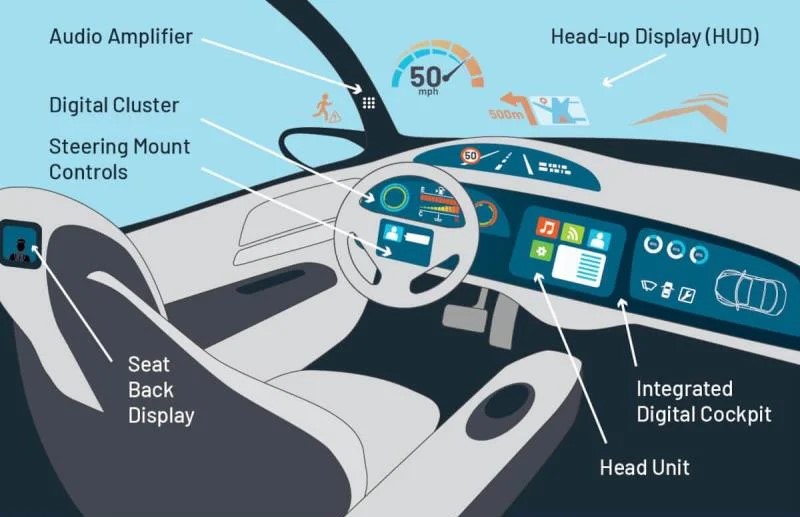 Audio Amplifier
Head-up Display (HUD)
50
mph
500m
Digital Cluster
Steering Mount
Controls
50
E
C
Seat
Back
Display
Integrated
Digital Cockpit
Head Unit